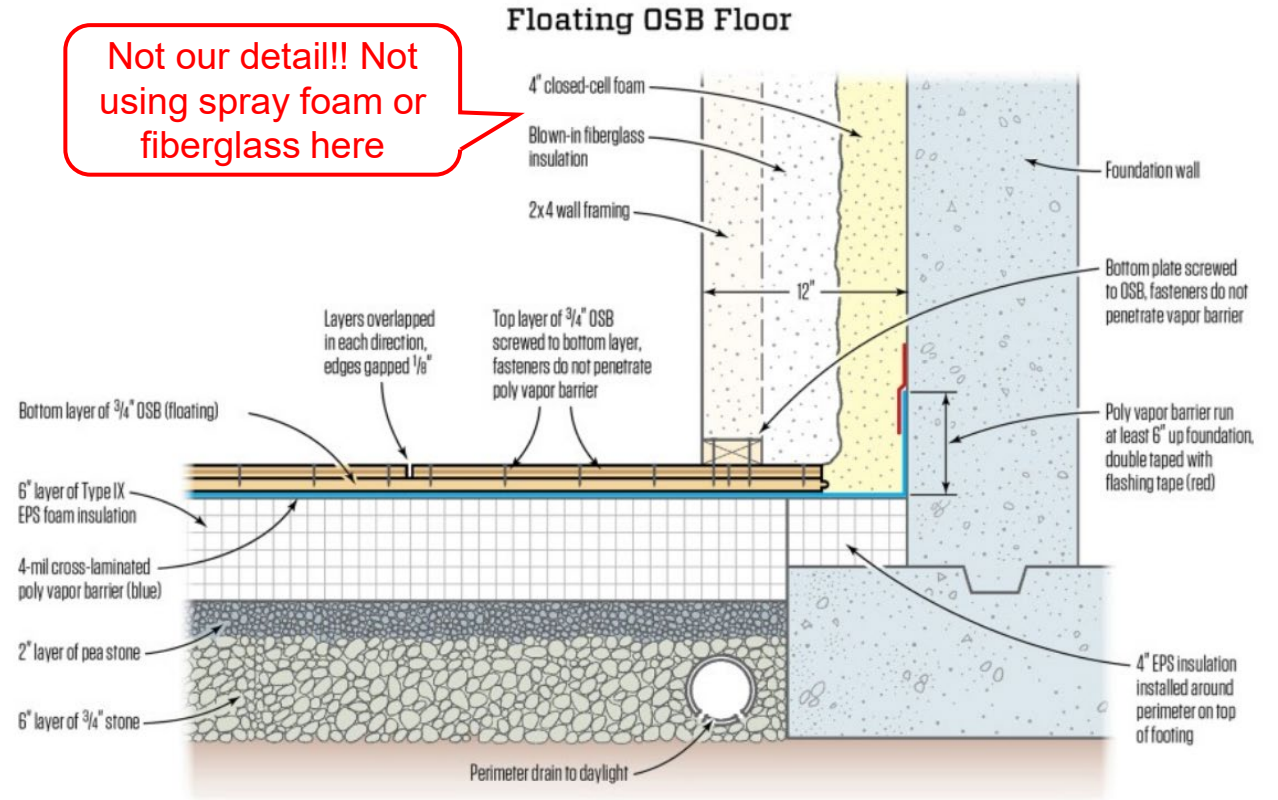 Floating OSB Floor
Not our detail!! Not
using spray foam or
fiberglass here
4" closed-cell foam
Blown-in fiberglass
insulation
2x4 wall framing
Foundation wall
12"
Bottom plate screwed
to OSB, fasteners do not
penetrate vapor barrier
Layers overlapped
in each direction,
edges gapped 1/8"
Top layer of 3/4" OSB
screwed to bottom layer,
fasteners do not penetrate
poly vapor barrier
Bottom layer of 3/4" OSB (floating)
Poly vapor barrier run
at least 6" up foundation,
double taped with
flashing tape (red)
6" layer of Type IX
EPS foam insulation
4-mil cross-laminated
poly vapor barrier (blue)
2" layer of pea stone
6" layer of 3/4" stone
4" EPS insulation
installed around
perimeter on top
of footing
Perimeter drain to daylight